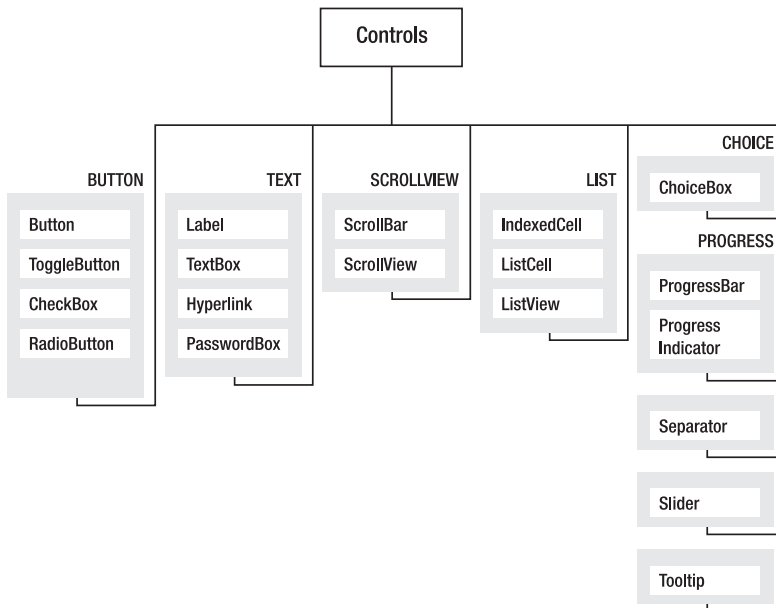 Controls
BUTTON
Button
ToggleButton
CheckBox
RadioButton
TEXT
Label
TextBox
Hyperlink
PasswordBox
SCROLLVIEW
ScrollBar
ScrollView
LIST
IndexedCell
ListCell
ListView
CHOICE
ChoiceBox
PROGRESS
ProgressBar
Progress
Indicator
Separator
Slider
Tooltip